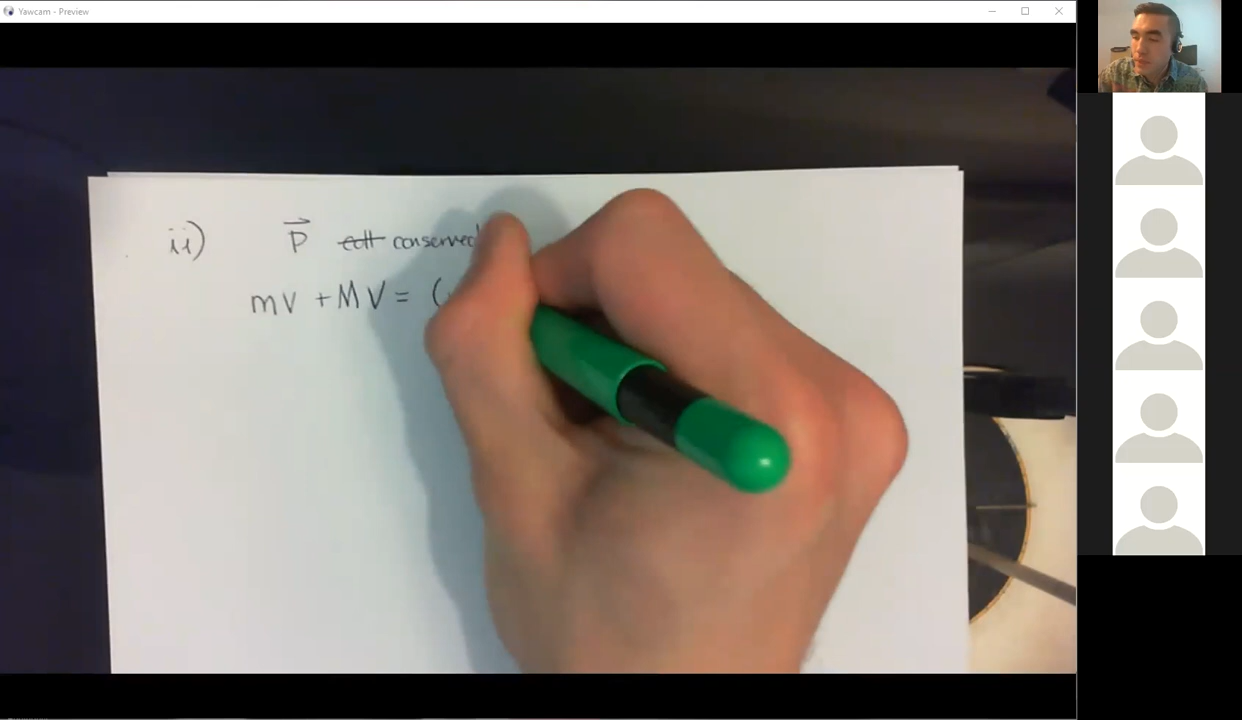 Yawcam - Preview
ii) P⃗ conserved
mv + MV = (